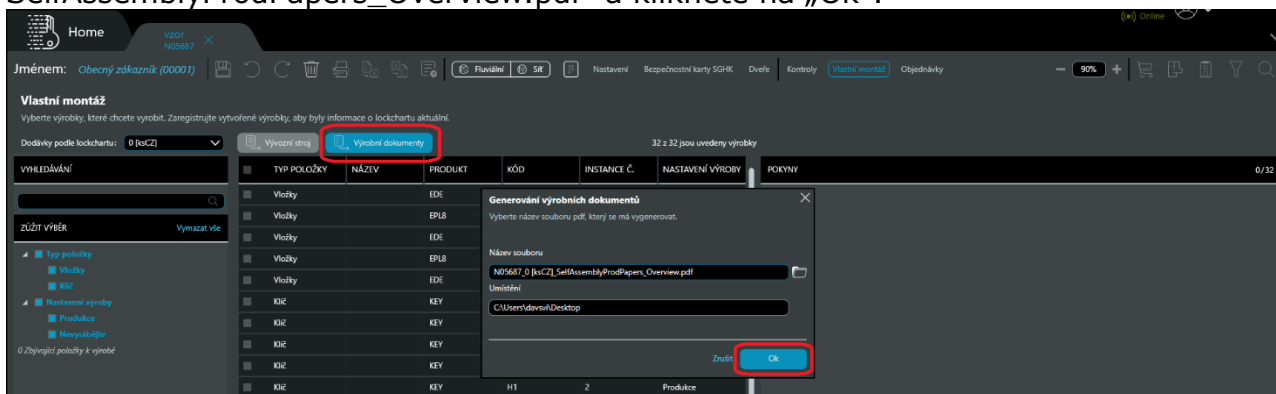 SelfAssemblyProdPapers_Overview.pdf“ a klikněte na „Ok“.
((●)) Online
Home
vzor
N05687
Jménem: Obecný zákazník (00001)
Fluviální
Síť
Nastavení
Bezpečnostní karty SGHK
Dveře
Kontroly
Vlastní montáž
Objednávky
90%
Vlastní montáž
Vyberte výrobky, které chcete vyrobit. Zaregistrujte vytvořené výrobky, aby byly informace o lockchartu aktuální.
Dodávky podle lockchartu: 0 [ksCZ]
Vývozní stroj
Výrobní dokumenty
32 z 32 jsou uvedeny výrobky
VYHLEDÁVÁNÍ
TYP POLOŽKY NÁZEV PRODUKT KÓD INSTANCE Č. NASTAVENÍ VÝROBY POKYNY 0/32
Vložky EDE
Vložky EPL8
Vložky EDE
Vložky EPL8
Vložky EDE
Klíč KEY
Klíč KEY
Klíč KEY
Klíč KEY
Klíč KEY H1 2 Produkce
ZÚŽIT VÝBĚR Vymazat vše
Typ položky
Vložky
Klíč
Nastavení výroby
Produkce
Nevyrábějte
0 Zbývající položky k výrobě
Generování výrobních dokumentů
Vyberte název souboru pdf, který se má vygenerovat.
Název souboru
N05687_0 [ksCZ]_SelfAssemblyProdPapers_Overview.pdf
Umístění
C:\Users\davsvi\Desktop
Zrušit
Ok